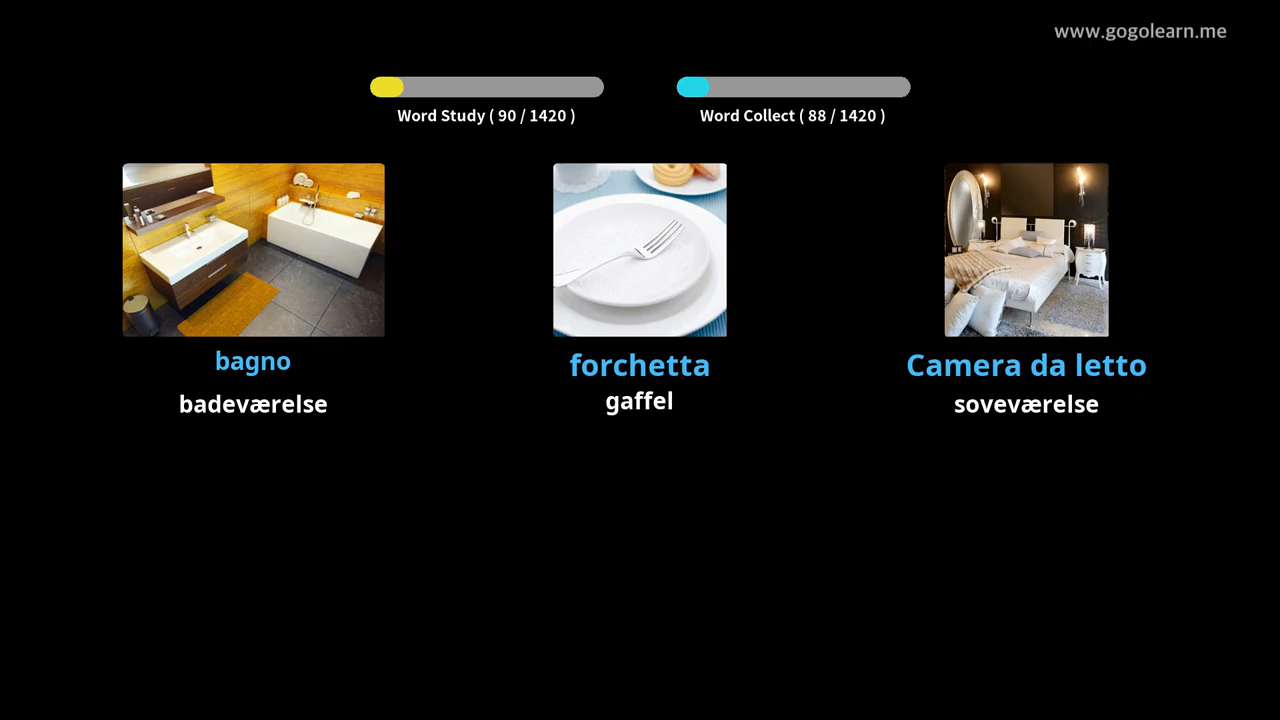 www.gogolearn.me
Word Study ( 90 / 1420 )
Word Collect ( 88 / 1420 )
bagno
badeværelse
forchetta
gaffel
Camera da letto
soveværelse